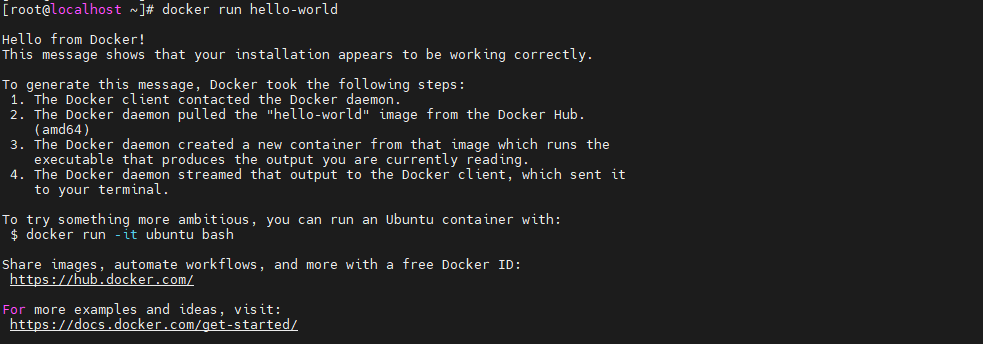 [root@localhost ~]# docker run hello-world

Hello from Docker!
This message shows that your installation appears to be working correctly.

To generate this message, Docker took the following steps:
 1. The Docker client contacted the Docker daemon.
 2. The Docker daemon pulled the "hello-world" image from the Docker Hub.
    (amd64)
 3. The Docker daemon created a new container from that image which runs the
    executable that produces the output you are currently reading.
 4. The Docker daemon streamed that output to the Docker client, which sent it
    to your terminal.

To try something more ambitious, you can run an Ubuntu container with:
 $ docker run -it ubuntu bash

Share images, automate workflows, and more with a free Docker ID:
 https://hub.docker.com/

For more examples and ideas, visit:
 https://docs.docker.com/get-started/